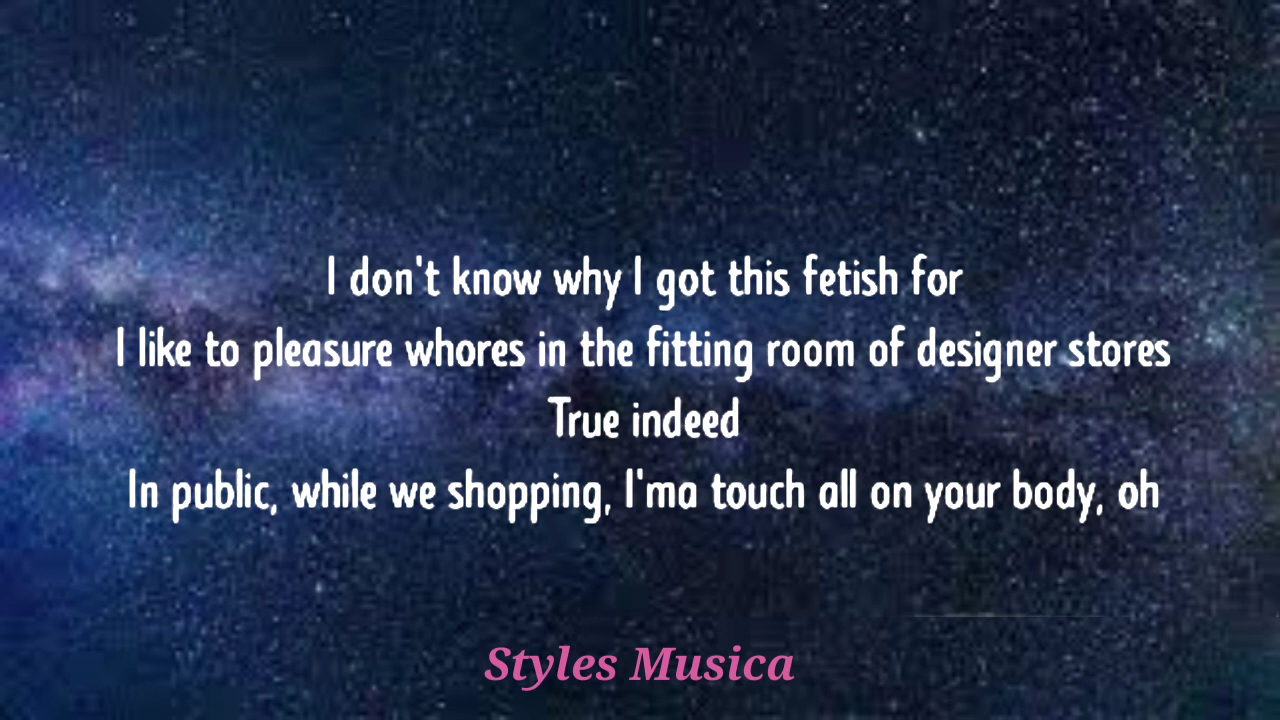 I don't know why I got this fetish for
I like to pleasure whores in the fitting room of designer stores
True indeed
In public, while we shopping, I'ma touch all on your body, oh
Styles Musica